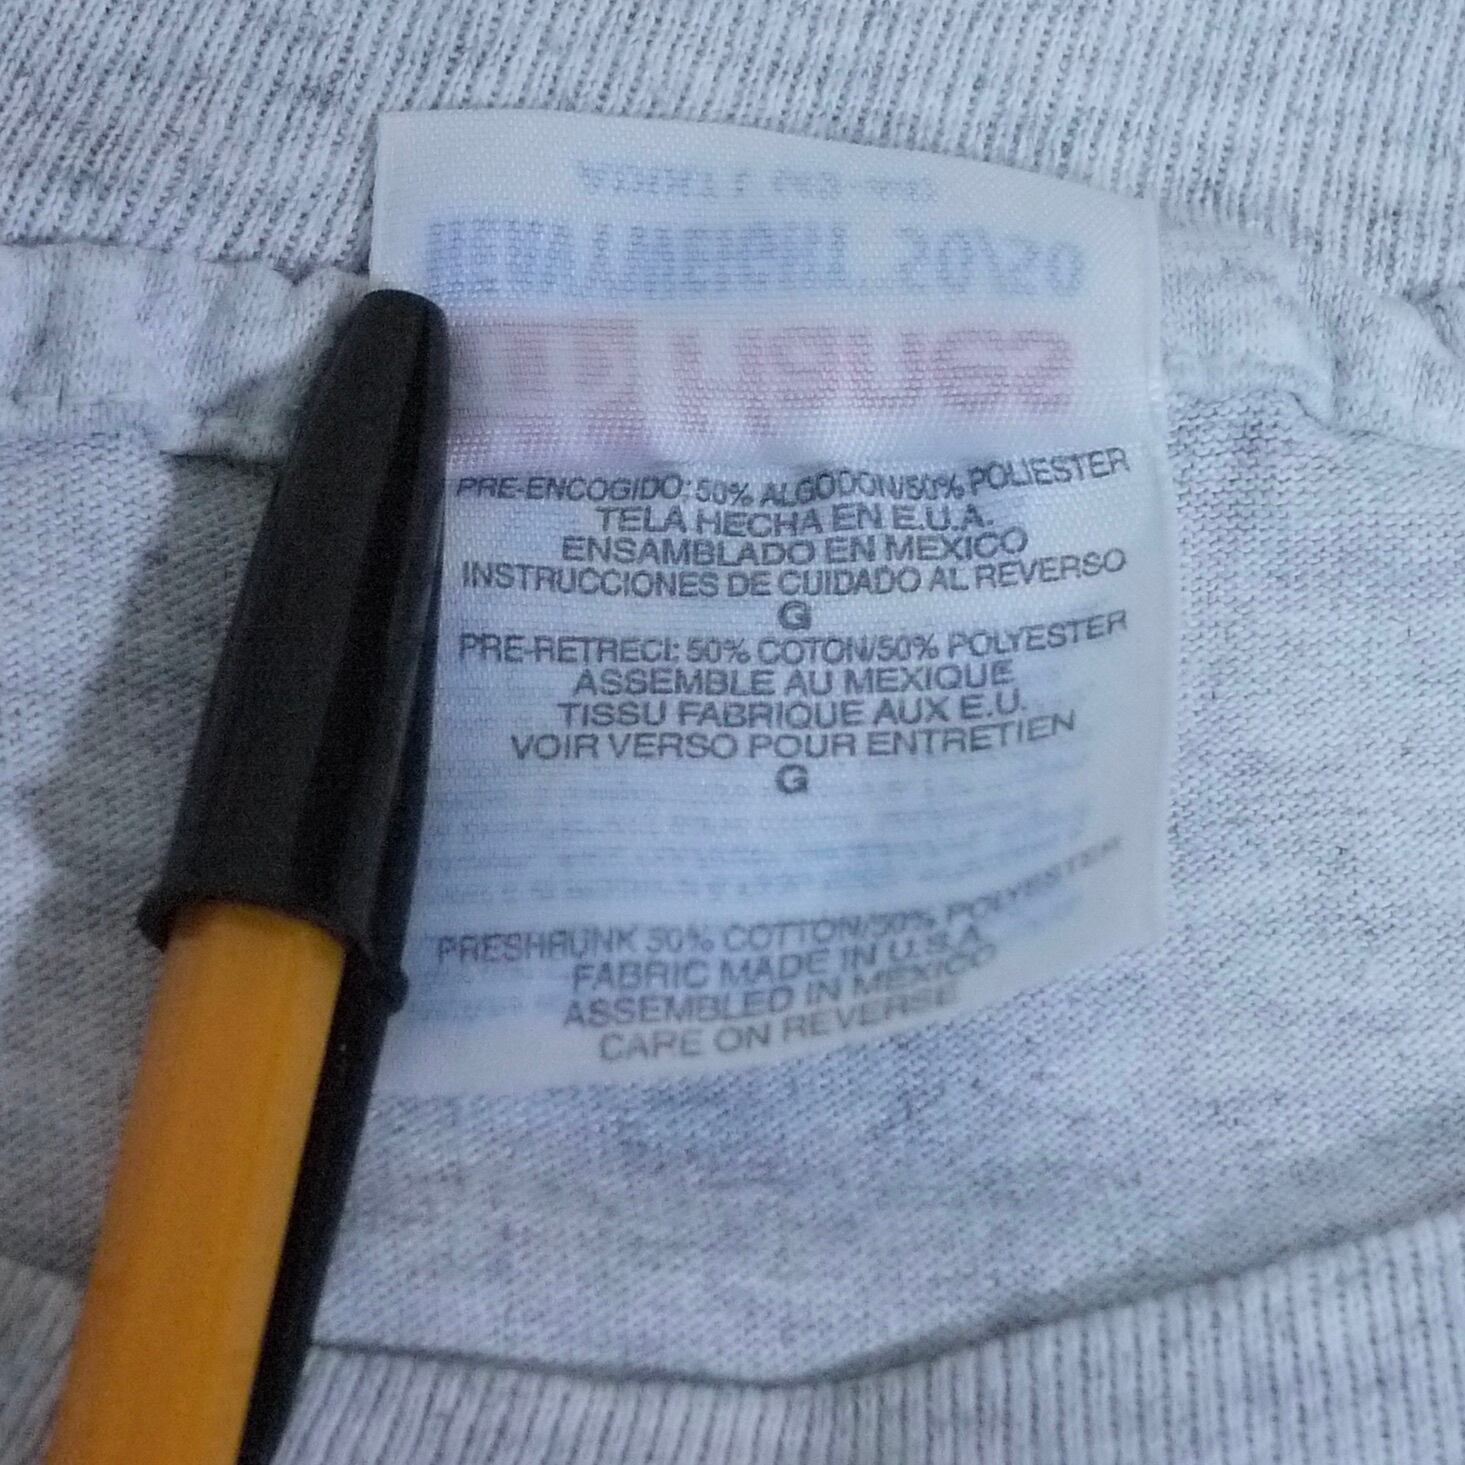 PRE-ENCOGIDO: 50% ALGODON/50% POLIESTER
TELA HECHA EN E.U.A.
ENSAMBLADO EN MEXICO
INSTRUCCIONES DE CUIDADO AL REVERSO
G
PRE-RETRECI: 50% COTON/50% POLYESTER
ASSEMBLE AU MEXIQUE
TISSU FABRIQUE AUX E.U.
VOIR VERSO POUR ENTRETIEN
G
PRESHRUNK 50% COTTON/50% POLYESTER
FABRIC MADE IN U.S.A.
ASSEMBLED IN MEXICO
CARE ON REVERSE